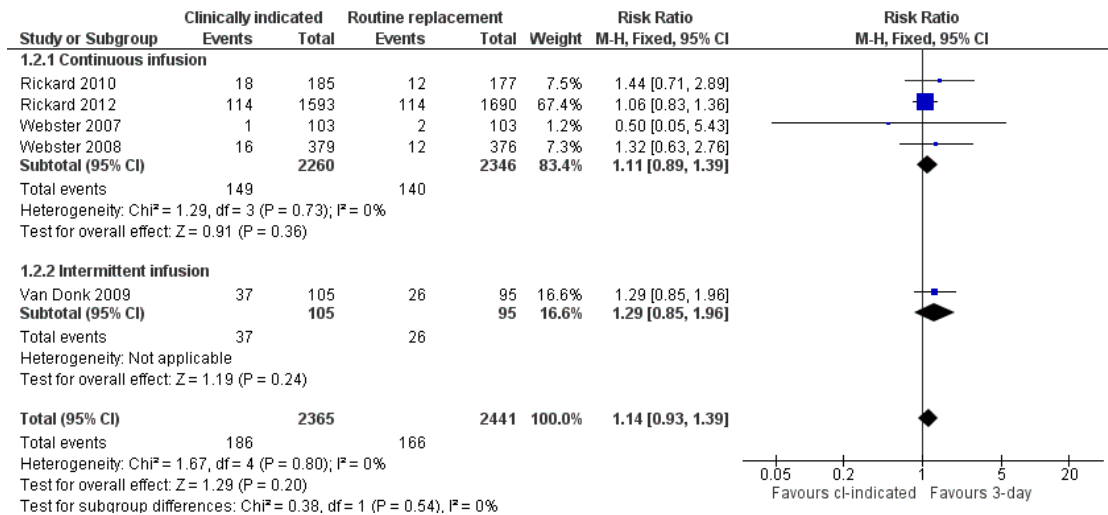 Clinically indicated Routine replacement Risk Ratio Risk Ratio
Study or Subgroup Events Total Events Total Weight M-H, Fixed, 95% CI M-H, Fixed, 95% CI
1.2.1 Continuous infusion
Rickard 2010 18 185 12 177 7.5% 1.44 [0.71, 2.89]
Rickard 2012 114 1593 114 1690 67.4% 1.06 [0.83, 1.36]
Webster 2007 1 103 2 103 1.2% 0.50 [0.05, 5.43]
Webster 2008 16 379 12 376 7.3% 1.32 [0.63, 2.76]
Subtotal (95% CI) 2260 2346 83.4% 1.11 [0.89, 1.39]
Total events 149 140
Heterogeneity: Chi² = 1.29, df = 3 (P = 0.73); I² = 0%
Test for overall effect: Z = 0.91 (P = 0.36)
1.2.2 Intermittent infusion
Van Donk 2009 37 105 26 95 16.6% 1.29 [0.85, 1.96]
Subtotal (95% CI) 105 95 16.6% 1.29 [0.85, 1.96]
Total events 37 26
Heterogeneity: Not applicable
Test for overall effect: Z = 1.19 (P = 0.24)
Total (95% CI) 2365 2441 100.0% 1.14 [0.93, 1.39]
Total events 186 166
Heterogeneity: Chi² = 1.67, df = 4 (P = 0.80); I² = 0%
Test for overall effect: Z = 1.29 (P = 0.20)
Test for subgroup differences: Chi² = 0.38, df = 1 (P = 0.54), I² = 0%
0.05 0.2 1 5 20
Favours cl-indicated Favours 3-day